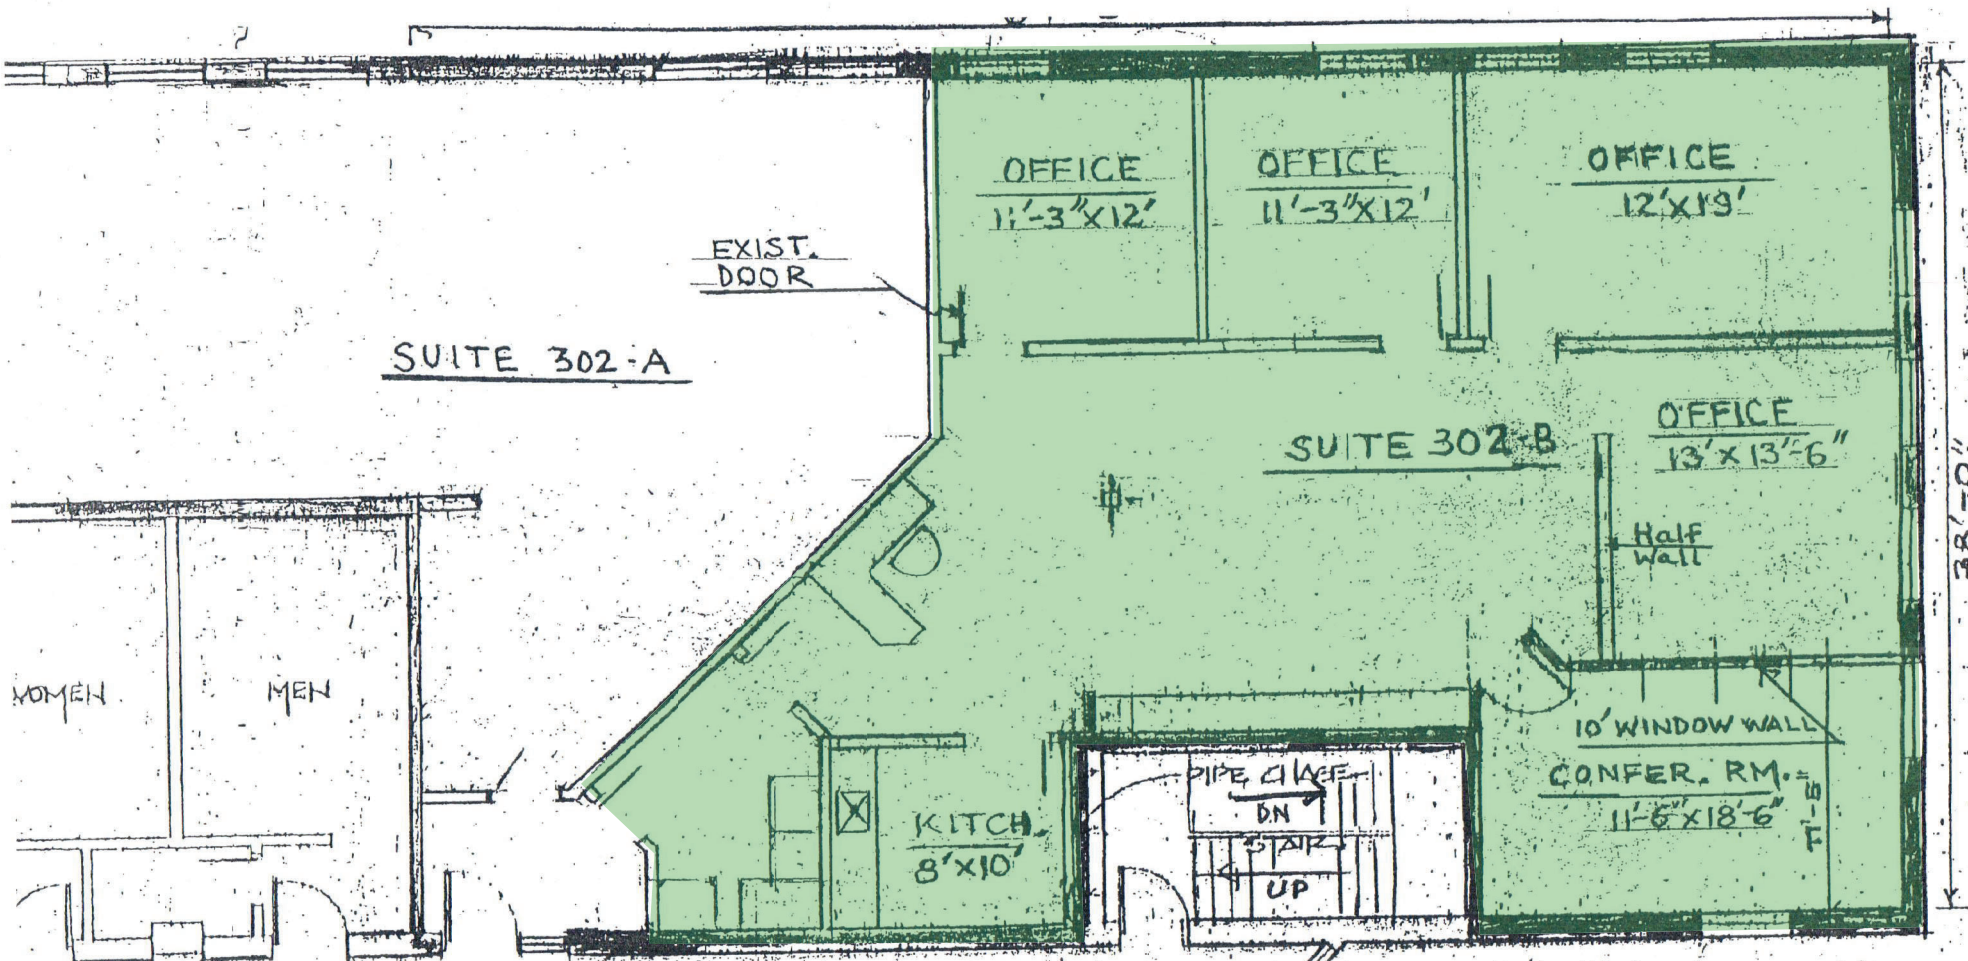 OFFICE
11'-3"X12'
OFFICE
11'-3"X12'
OFFICE
12'X19'
EXIST.
DOOR
SUITE 302-A
SUITE 302-B
OFFICE
13'X13'-6"
38'-0"
Half
Wall
WOMEN
MEN
10' WINDOW WALL
CONFER. RM.
11'-6"X18'-6"
PIPE CHASE
DN
STAIR
UP
KITCH.
8'X10'